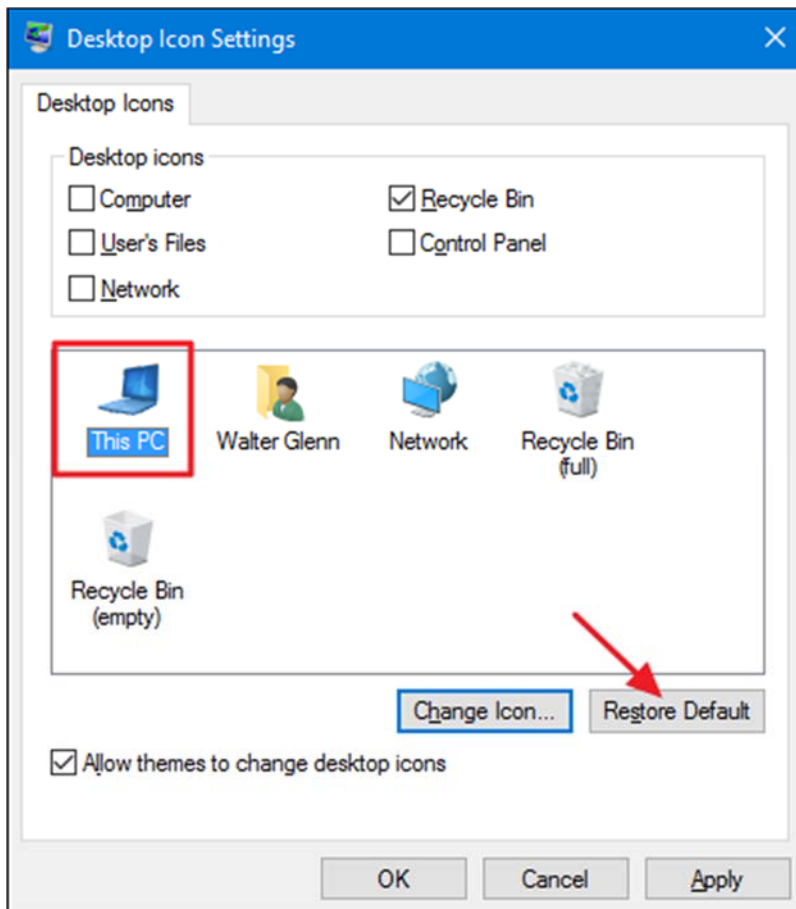 Desktop Icon Settings
Desktop Icons
Desktop icons
Computer
Recycle Bin
User's Files
Control Panel
Network
This PC
Walter Glenn
Network
Recycle Bin
(full)
Recycle Bin
(empty)
Change Icon...
Restore Default
Allow themes to change desktop icons
OK
Cancel
Apply